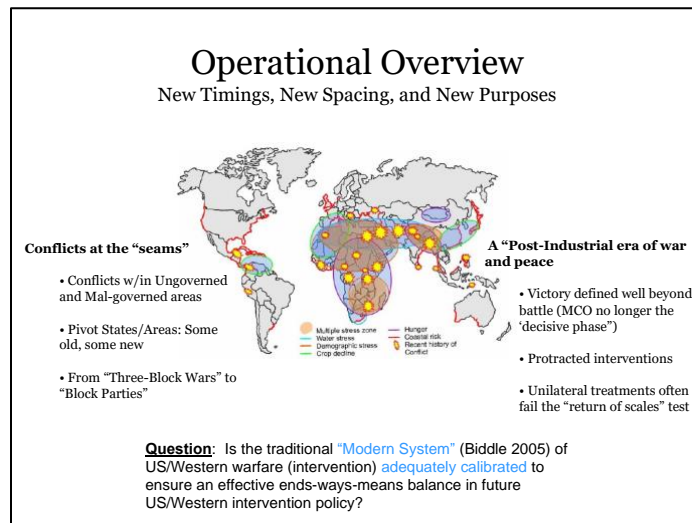 Operational Overview
New Timings, New Spacing, and New Purposes
Conflicts at the “seams”
• Conflicts w/in Ungoverned
and Mal-governed areas
• Pivot States/Areas: Some
old, some new
• From “Three-Block Wars” to
“Block Parties”
Multiple stress zone
Water stress
Demographic stress
Crop decline
Hunger
Coastal risk
Recent history of
Conflict
A “Post-Industrial era of war
and peace
• Victory defined well beyond
battle (MCO no longer the
‘decisive phase”)
• Protracted interventions
• Unilateral treatments often
fail the “return of scales” test
Question: Is the traditional “Modern System” (Biddle 2005) of
US/Western warfare (intervention) adequately calibrated to
ensure an effective ends-ways-means balance in future
US/Western intervention policy?